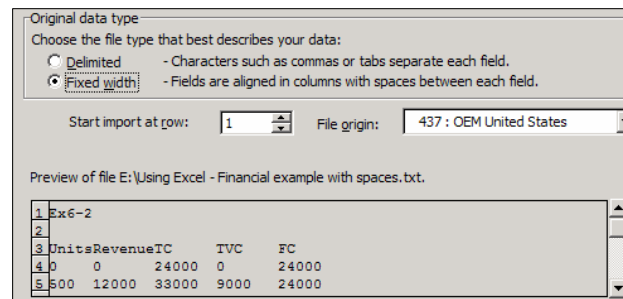 Original data type
Choose the file type that best describes your data:
Delimited - Characters such as commas or tabs separate each field.
Fixed width - Fields are aligned in columns with spaces between each field.
Start import at row: 1 File origin: 437 : OEM United States
Preview of file E:\Using Excel - Financial example with spaces.txt.
1 Ex6-2
2
3 UnitsRevenueTC TVC FC
4 0 0 24000 0 24000
5 500 12000 33000 9000 24000